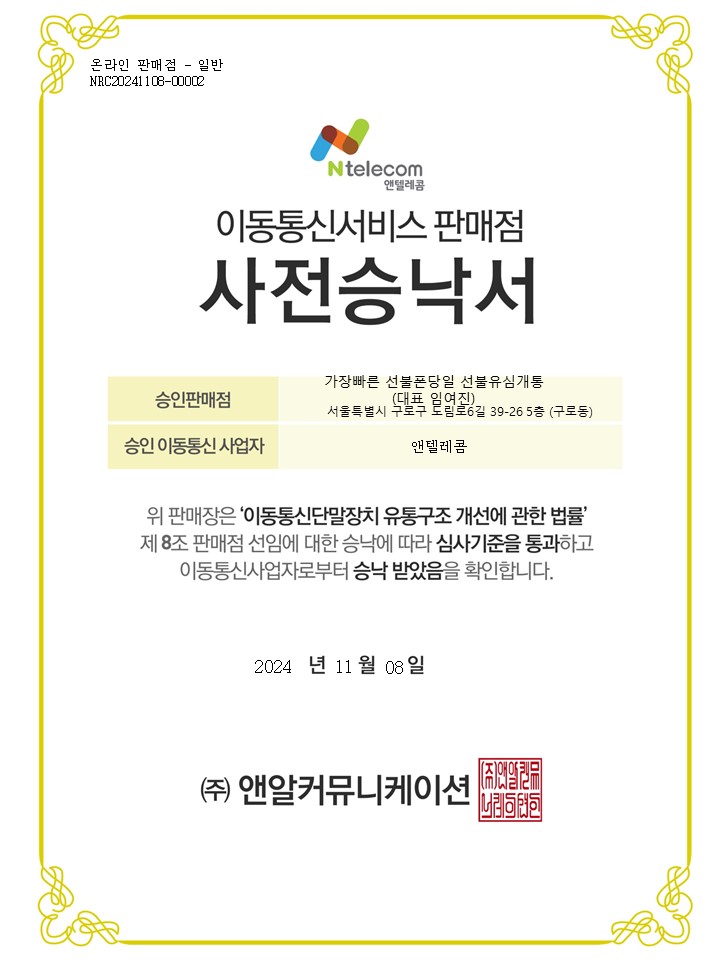 온라인 판매점 - 일반
NRC20241108-00002
Ntelecom
앤텔레콤
이동통신서비스 판매점
사전승낙서
승인판매점
가장빠른 선불폰당일 선불유심개통
(대표 임여진)
서울특별시 구로구 도림로6길 39-26 5층 (구로동)
승인 이동통신 사업자
앤텔레콤
위 판매장은 '이동통신단말장치 유통구조 개선에 관한 법률'
제 8조 판매점 선임에 대한 승낙에 따라 심사기준을 통과하고
이동통신사업자로부터 승낙 받았음을 확인합니다.
2024 년 11 월 08 일
㈜ 앤알커뮤니케이션